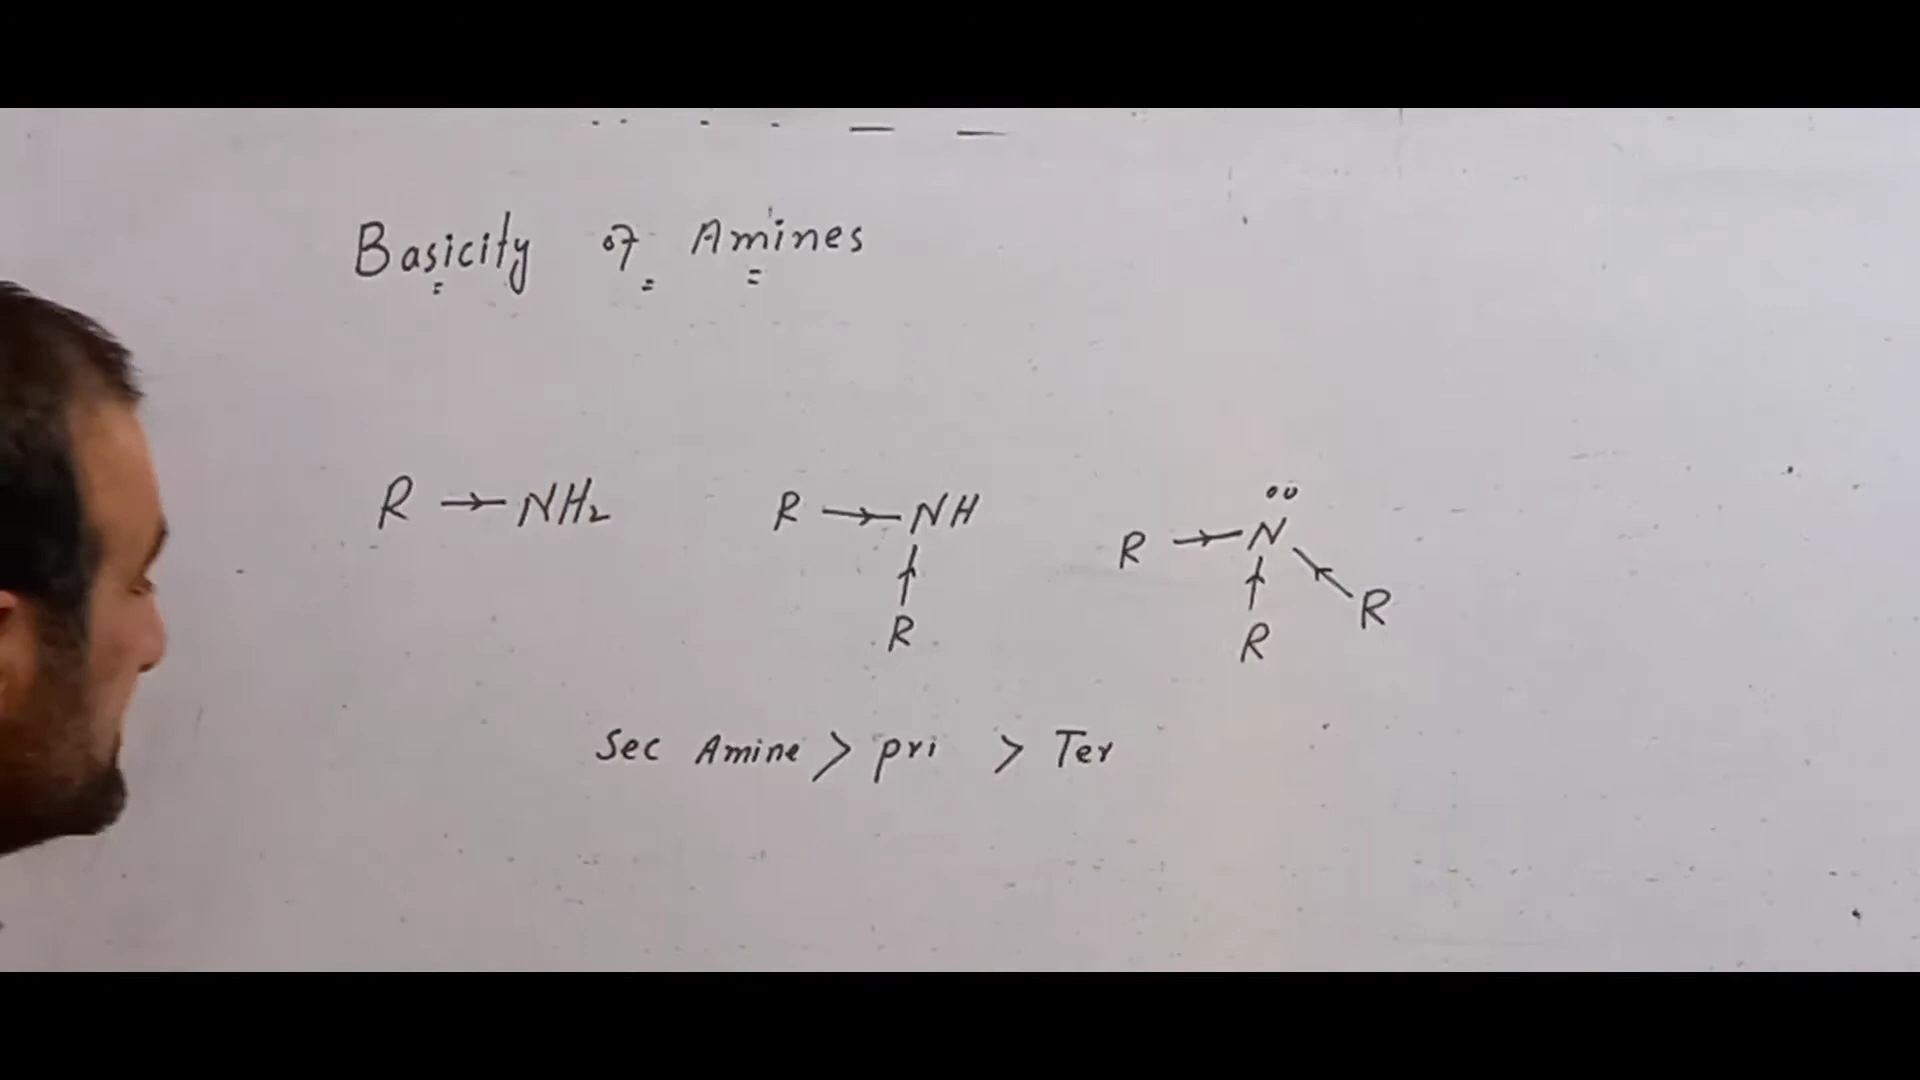 Basicity of Amines
R → NH₂ R → NH R → N R
R R
Sec Amine > pri > Ter